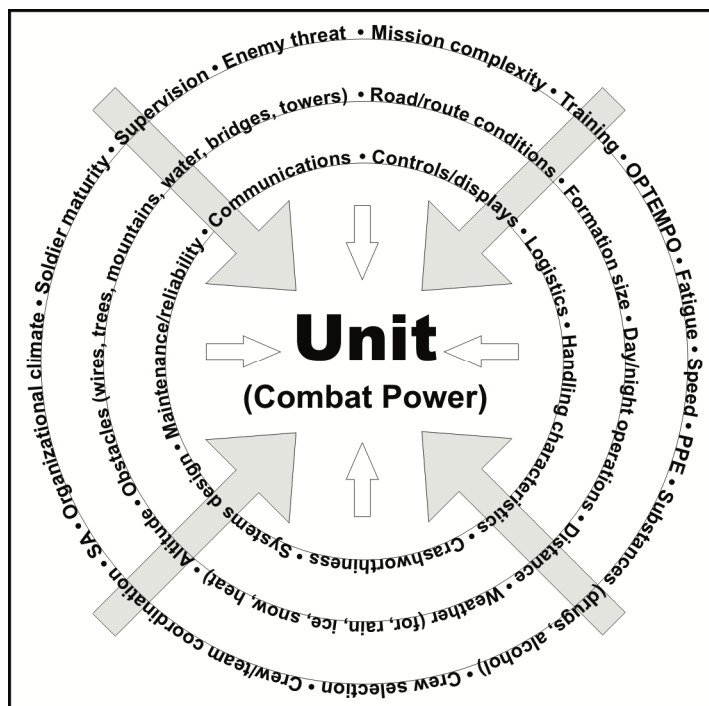 Mission complexity • Training • OPTEMPO • Fatigue • Speed • PPE • Substances (drugs, alcohol) • Crew selection • Crew/team coordination • SA • Organizational climate • Soldier maturity • Supervision • Enemy threat •
Road/route conditions • Formation size • Day/night operations • Distance • Weather (for, rain, ice, snow, heat) • Altitude • Obstacles (wires, trees, mountains, water, bridges, towers) •
Controls/displays • Logistics • Handling characteristics • Crashworthiness • Systems design • Maintenance/reliability • Communications •
Unit
(Combat Power)